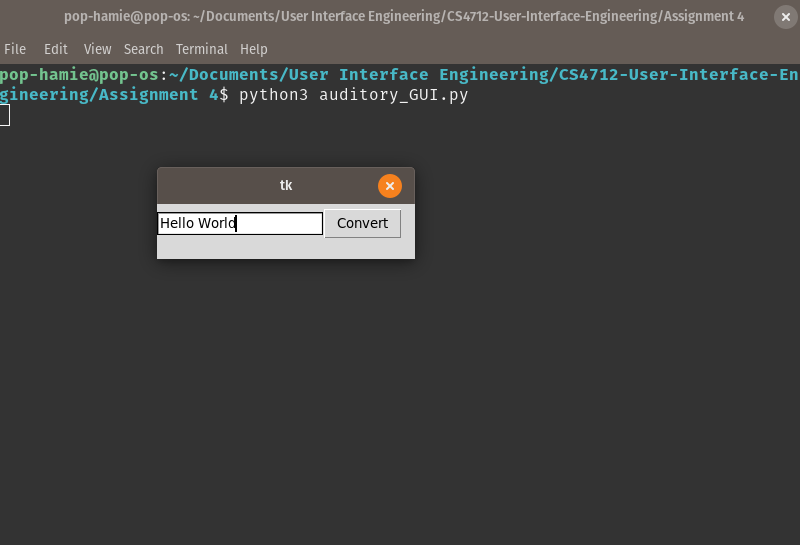 pop-hamie@pop-os: ~/Documents/User Interface Engineering/CS4712-User-Interface-Engineering/Assignment 4
File Edit View Search Terminal Help
pop-hamie@pop-os:~/Documents/User Interface Engineering/CS4712-User-Interface-En
gineering/Assignment 4$ python3 auditory_GUI.py
tk
Hello World Convert